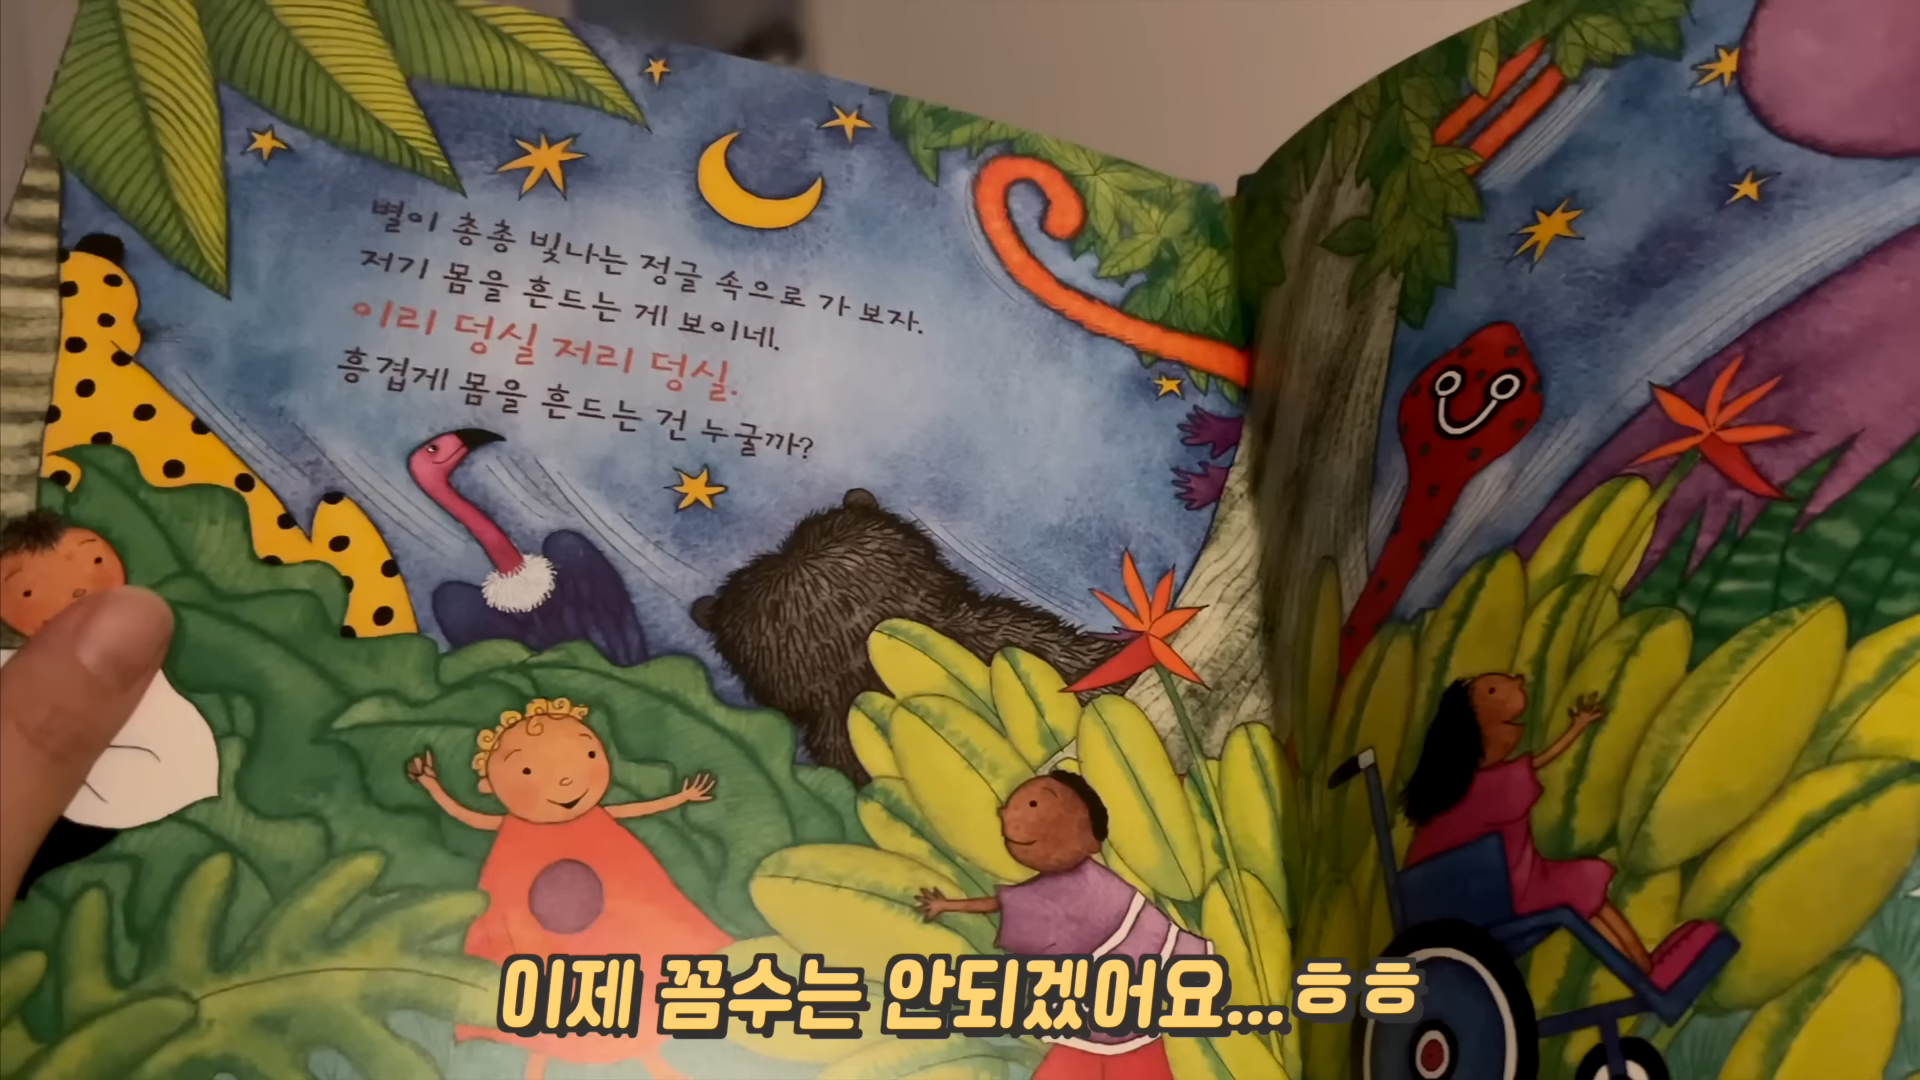 별이 총총 빛나는 정글 속으로 가 보자.
저기 몸을 흔드는 게 보이네.
이리 덩실 저리 덩실.
흥겹게 몸을 흔드는 건 누굴까?
이제 꼼수는 안되겠어요...ㅎㅎ